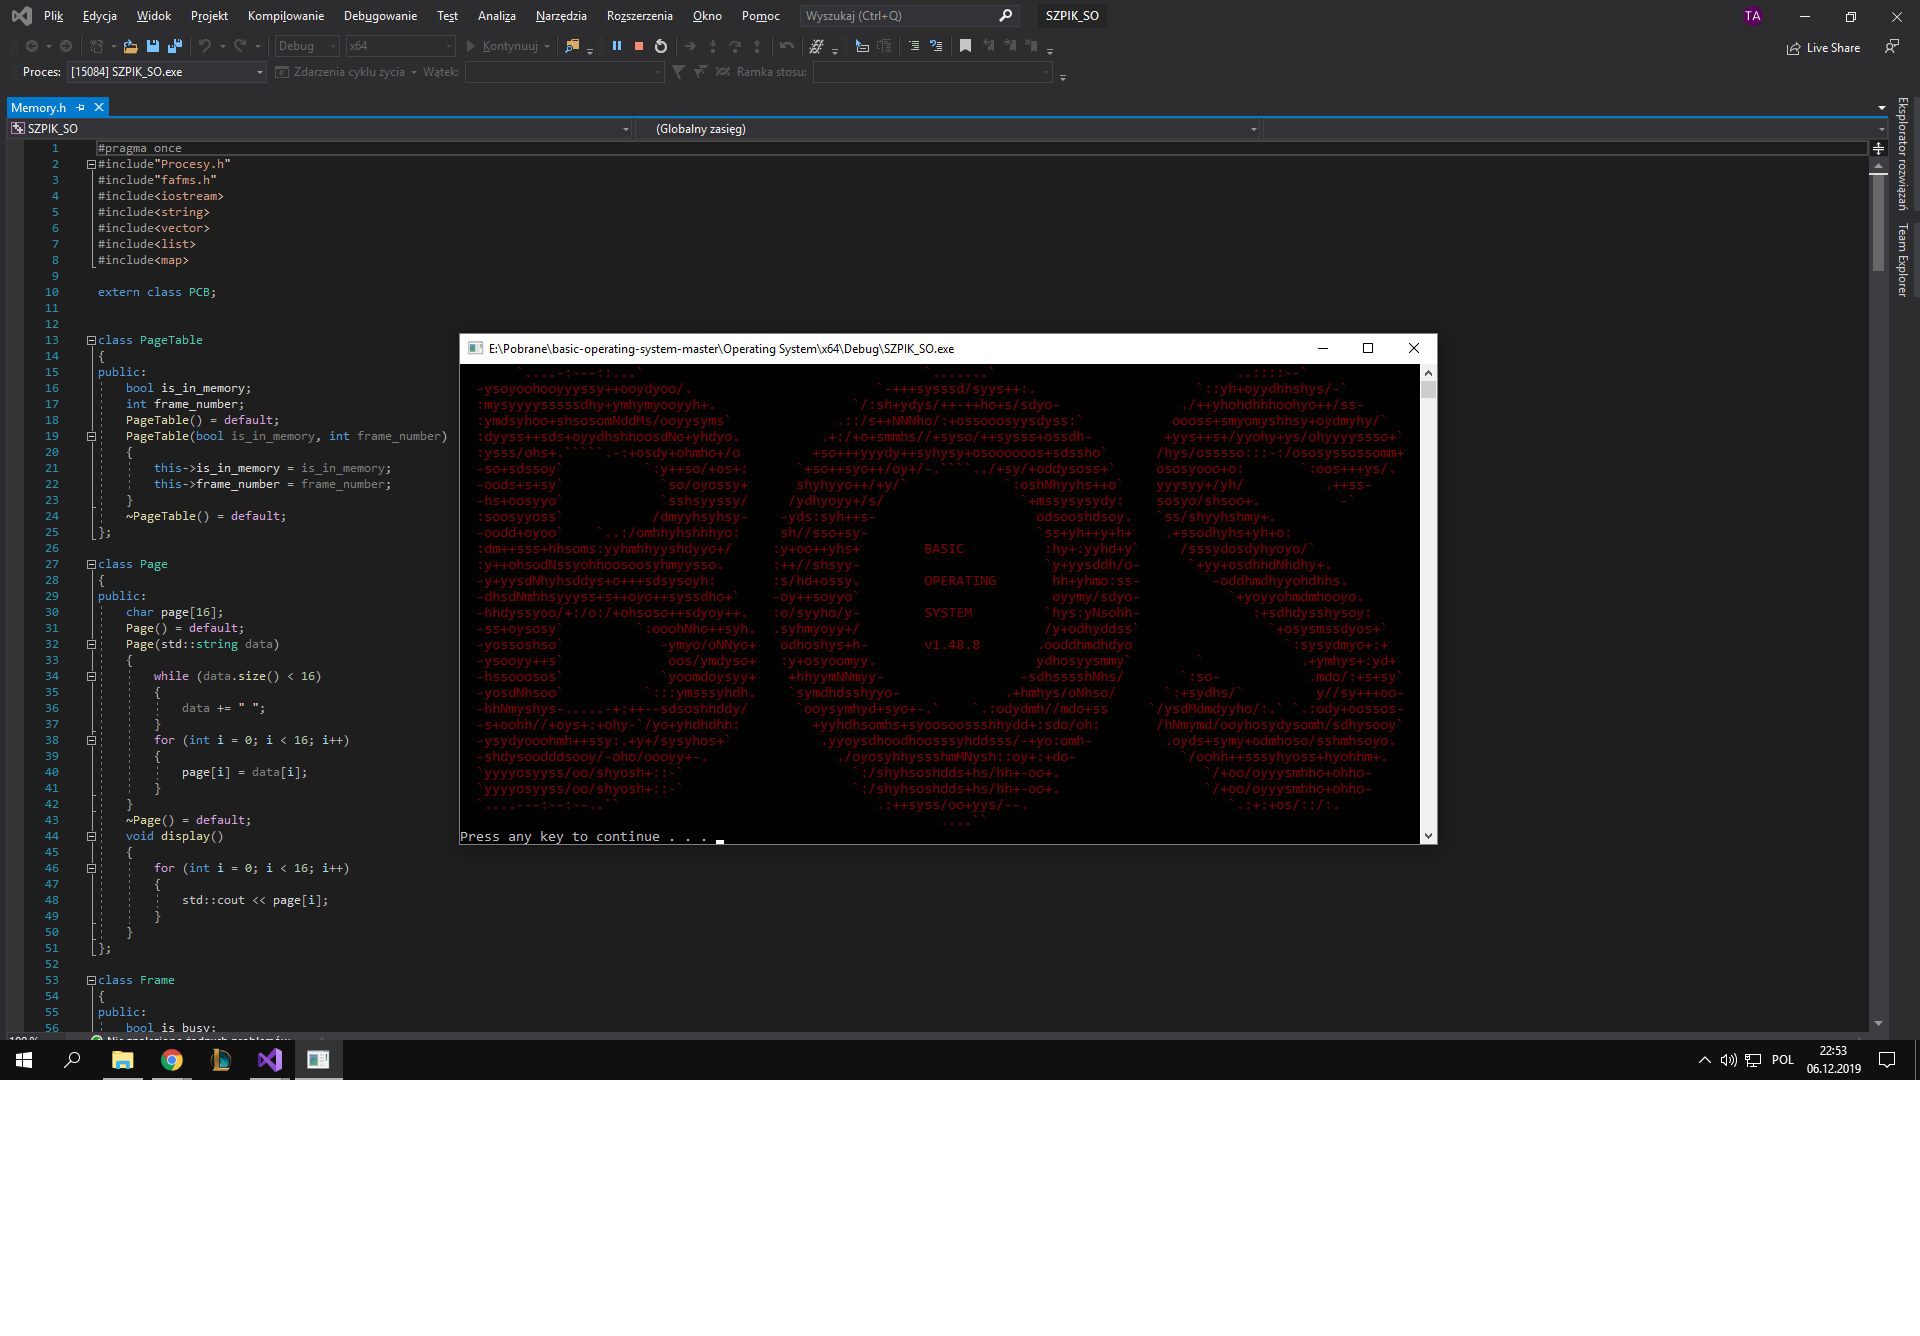 Plik Edycja Widok Projekt Kompilowanie Debugowanie Test Analiza Narzędzia Rozszerzenia Okno Pomoc Wyszukaj (Ctrl+Q) SZPIK_SO TA
Debug x64 Kontynuuj Live Share
Proces: [15084] SZPIK_SO.exe Zdarzenia cyklu życia Wątek: Ramka stosu:
Memory.h
SZPIK_SO (Globalny zasięg)
Eksplorator rozwiązań
Team Explorer
1 #pragma once
2 #include"Procesy.h"
3 #include"fafms.h"
4 #include<iostream>
5 #include<string>
6 #include<vector>
7 #include<list>
8 #include<map>
9
10 extern class PCB;
11
12
13 class PageTable
14 {
15 public:
16 bool is_in_memory;
17 int frame_number;
18 PageTable() = default;
19 PageTable(bool is_in_memory, int frame_number)
20 {
21 this->is_in_memory = is_in_memory;
22 this->frame_number = frame_number;
23 }
24 ~PageTable() = default;
25 };
26
27 class Page
28 {
29 public:
30 char page[16];
31 Page() = default;
32 Page(std::string data)
33 {
34 while (data.size() < 16)
35 {
36 data += " ";
37 }
38 for (int i = 0; i < 16; i++)
39 {
40 page[i] = data[i];
41 }
42 }
43 ~Page() = default;
44 void display()
45 {
46 for (int i = 0; i < 16; i++)
47 {
48 std::cout << page[i];
49 }
50 }
51 };
52
53 class Frame
54 {
55 public:
56 bool is_busy;
E:\Pobrane\basic-operating-system-master\Operating System\x64\Debug\SZPIK_SO.exe
BASIC
OPERATING
SYSTEM
v1.48.8
Press any key to continue . . .
POL
22:53
06.12.2019